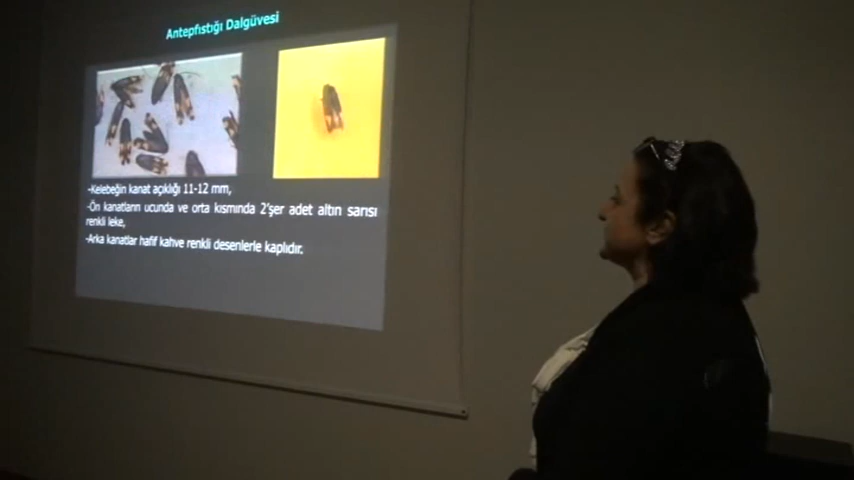 Antepfıstığı Dalgüvesi
-Kelebeğin kanat açıklığı 11-12 mm,
-Ön kanatların ucunda ve orta kısmında 2'şer adet altın sarısı
renkli leke,
-Arka kanatlar hafif kahve renkli desenlerle kaplıdır.